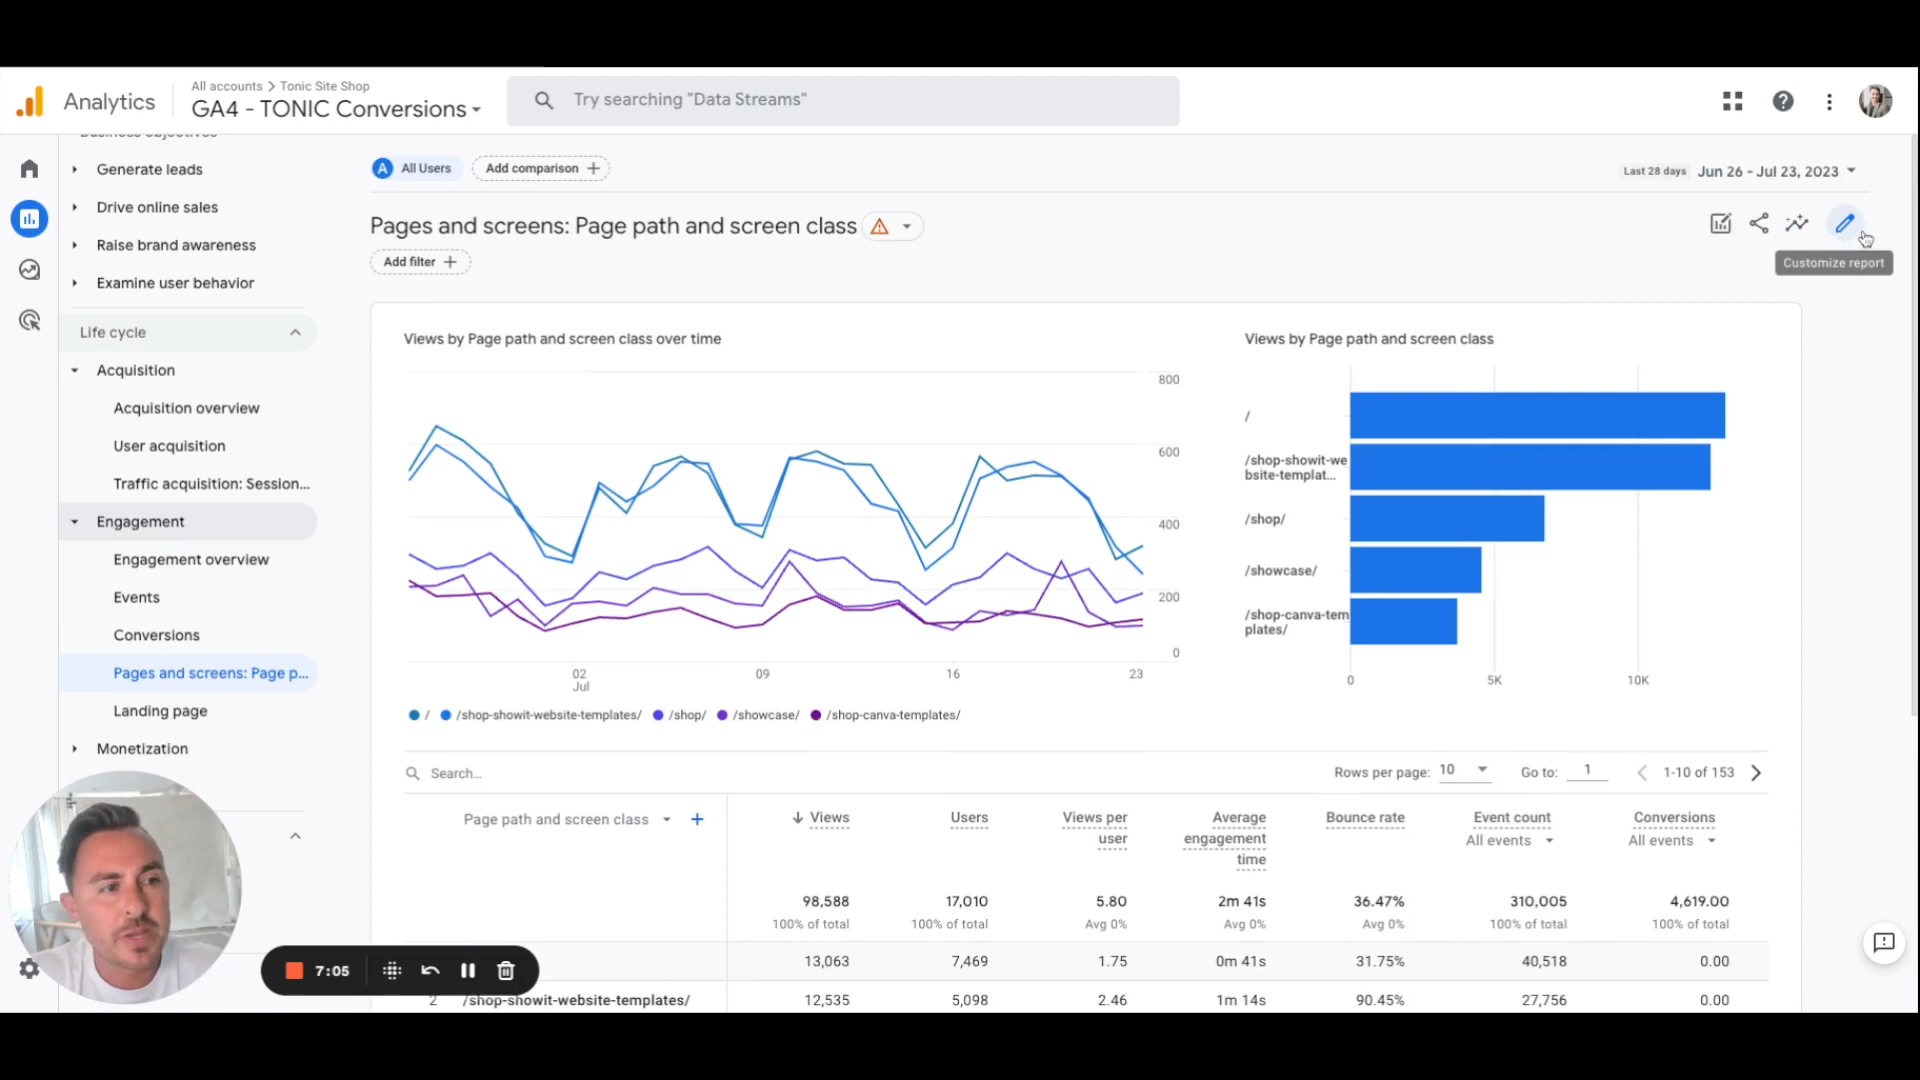 All accounts > Tonic Site Shop
Analytics
GA4 - TONIC Conversions
Try searching "Data Streams"
Business objectives
Generate leads
Drive online sales
Raise brand awareness
Examine user behavior
Life cycle
Acquisition
Acquisition overview
User acquisition
Traffic acquisition: Session...
Engagement
Engagement overview
Events
Conversions
Pages and screens: Page p...
Landing page
Monetization
A All Users
Add comparison +
Last 28 days Jun 26 - Jul 23, 2023
Pages and screens: Page path and screen class
Customize report
Add filter +
Views by Page path and screen class over time
800
600
400
200
0
02
Jul
09
16
23
/ /shop-showit-website-templates/ /shop/ /showcase/ /shop-canva-templates/
Views by Page path and screen class
/
/shop-showit-we
bsite-templat...
/shop/
/showcase/
/shop-canva-tem
plates/
0 5K 10K
Search...
Rows per page: 10 Go to: 1 1-10 of 153
Page path and screen class +
Views
Users
Views per
user
Average
engagement
time
Bounce rate
Event count
All events
Conversions
All events
98,588 17,010 5.80 2m 41s 36.47% 310,005 4,619.00
100% of total 100% of total Avg 0% Avg 0% Avg 0% 100% of total 100% of total
13,063 7,469 1.75 0m 41s 31.75% 40,518 0.00
2 /shop-showit-website-templates/ 12,535 5,098 2.46 1m 14s 90.45% 27,756 0.00
7:05